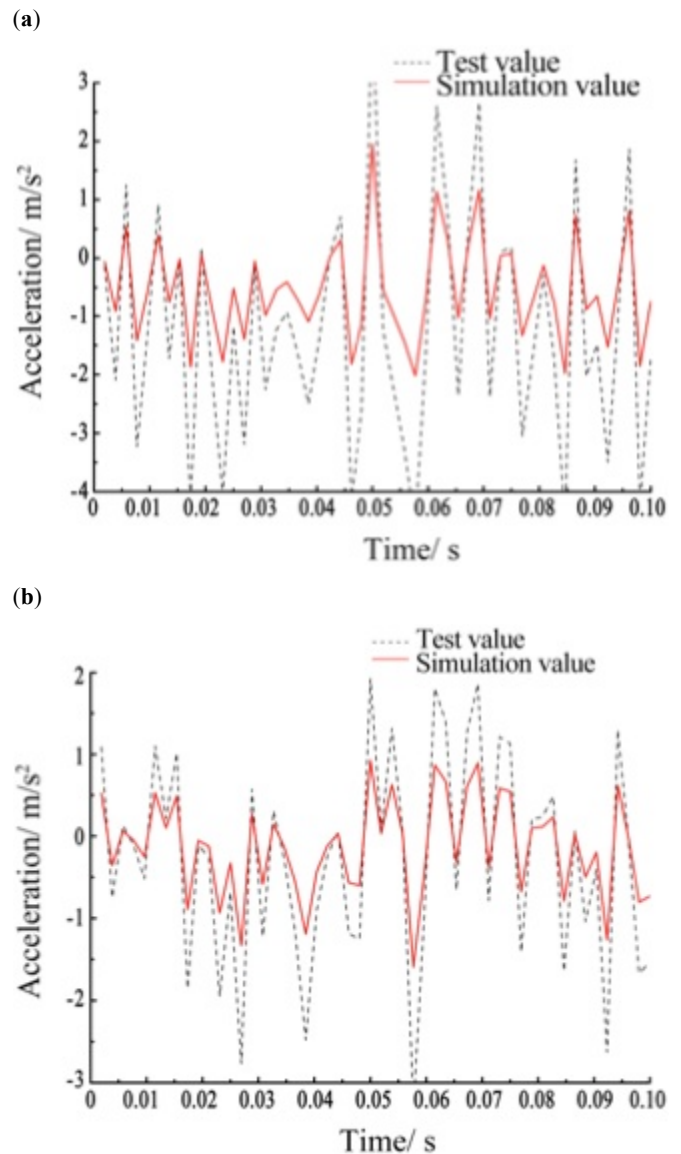 (a)
Test value
Simulation value
3
2
1
0
-1
-2
-3
-4
Acceleration/ m/s²
0 0.01 0.02 0.03 0.04 0.05 0.06 0.07 0.08 0.09 0.10
Time/ s
(b)
Test value
Simulation value
2
1
0
-1
-2
-3
Acceleration/ m/s²
0 0.01 0.02 0.03 0.04 0.05 0.06 0.07 0.08 0.09 0.10
Time/ s